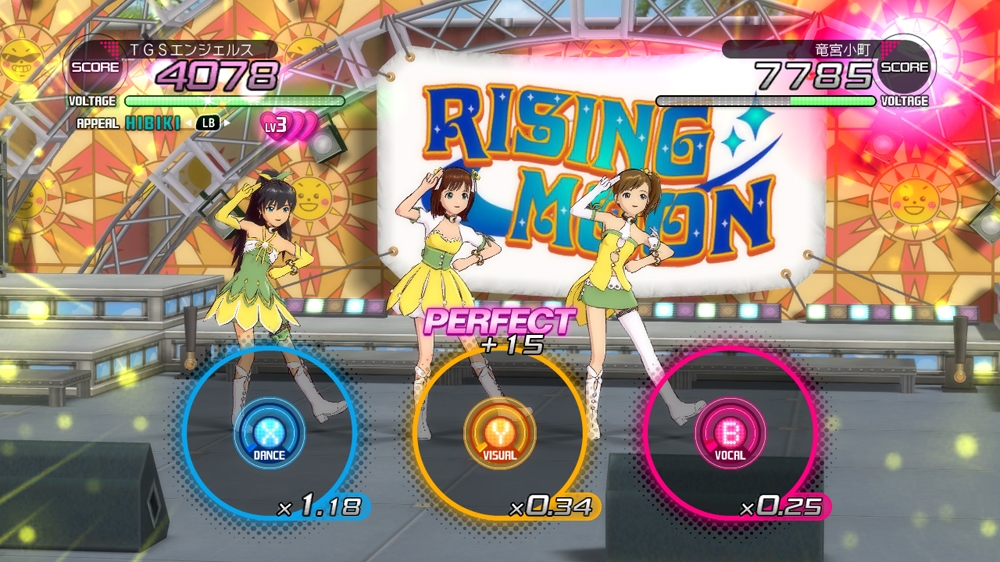 TGSエンジェルス
SCORE 4078
VOLTAGE
APPEAL HIBIKI LB LV3
竜宮小町
7785 SCORE
VOLTAGE
RISING
MOON
PERFECT
+15
X
DANCE
×1.18
Y
VISUAL
×0.34
B
VOCAL
×0.25